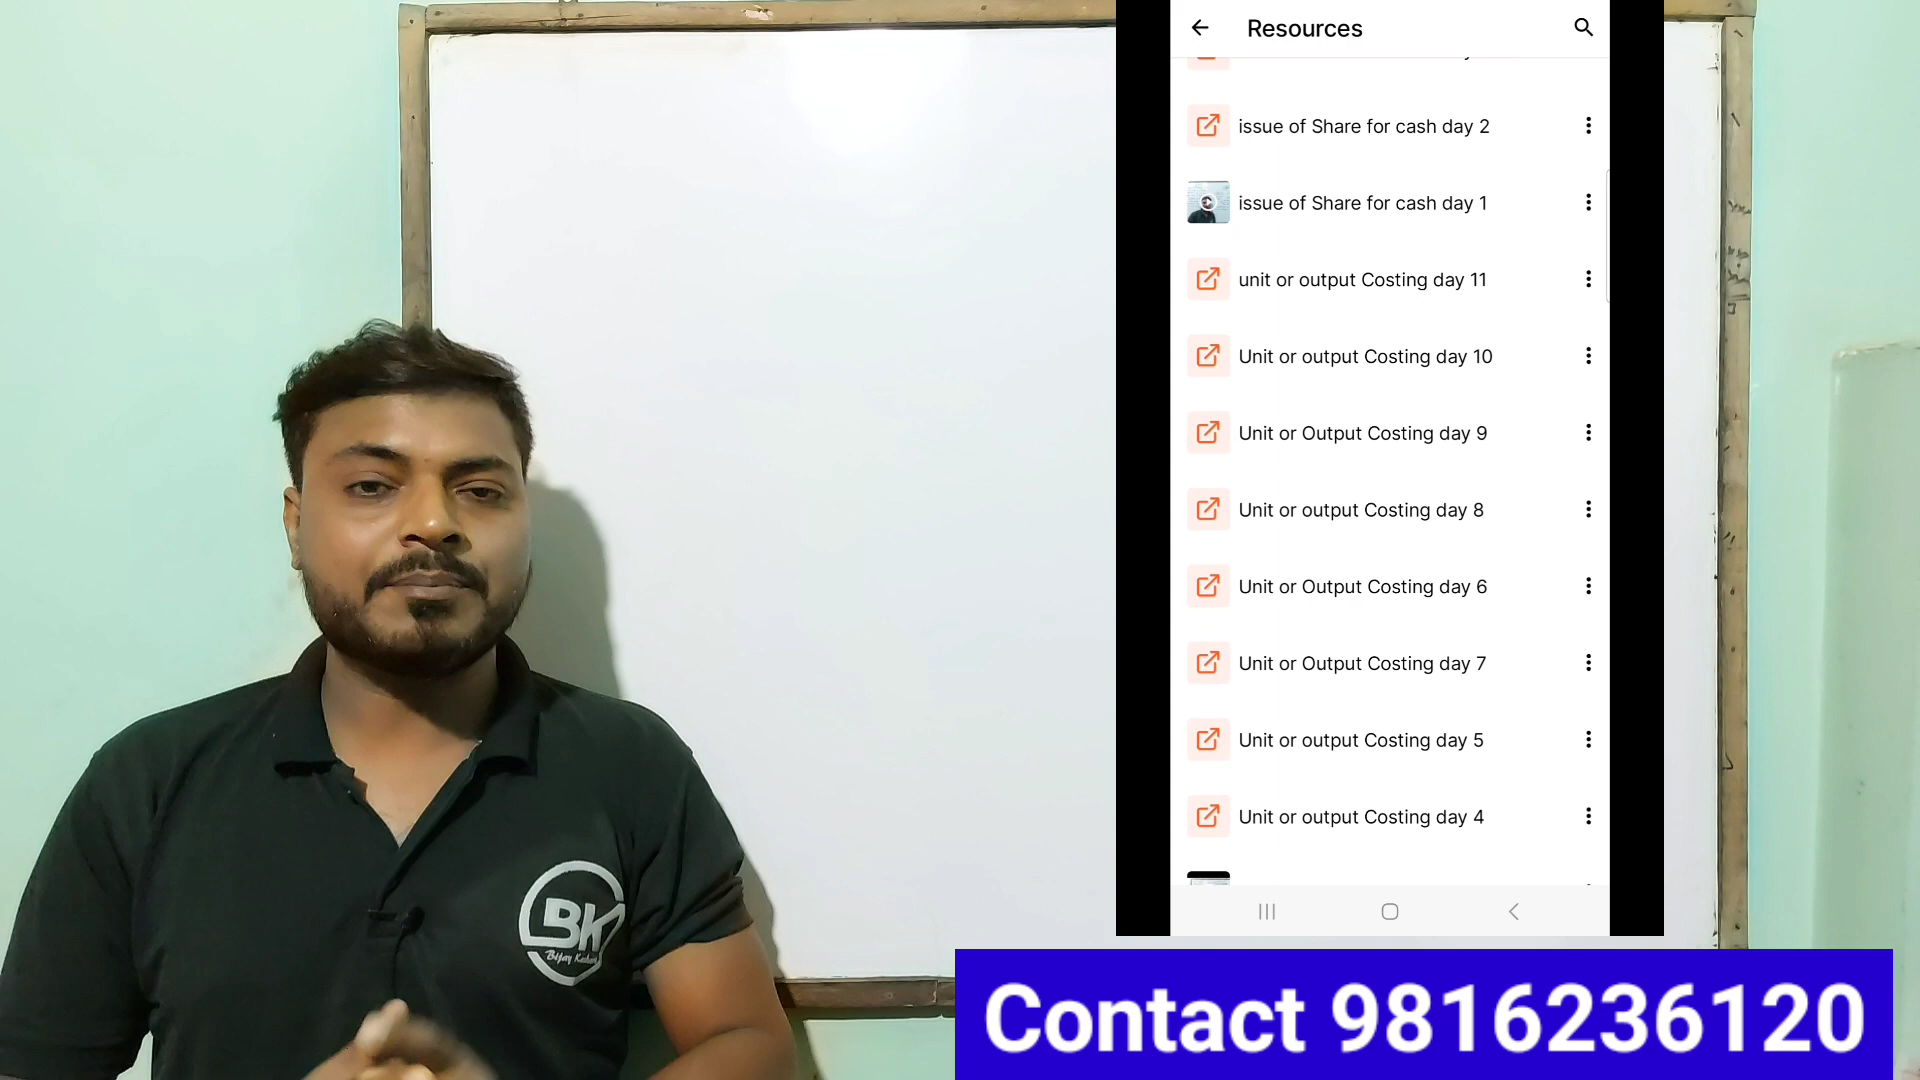 Resources
issue of Share for cash day 2
issue of Share for cash day 1
unit or output Costing day 11
Unit or output Costing day 10
Unit or Output Costing day 9
Unit or output Costing day 8
Unit or Output Costing day 6
Unit or Output Costing day 7
Unit or output Costing day 5
Unit or output Costing day 4
BK
Bijay
Contact 9816236120